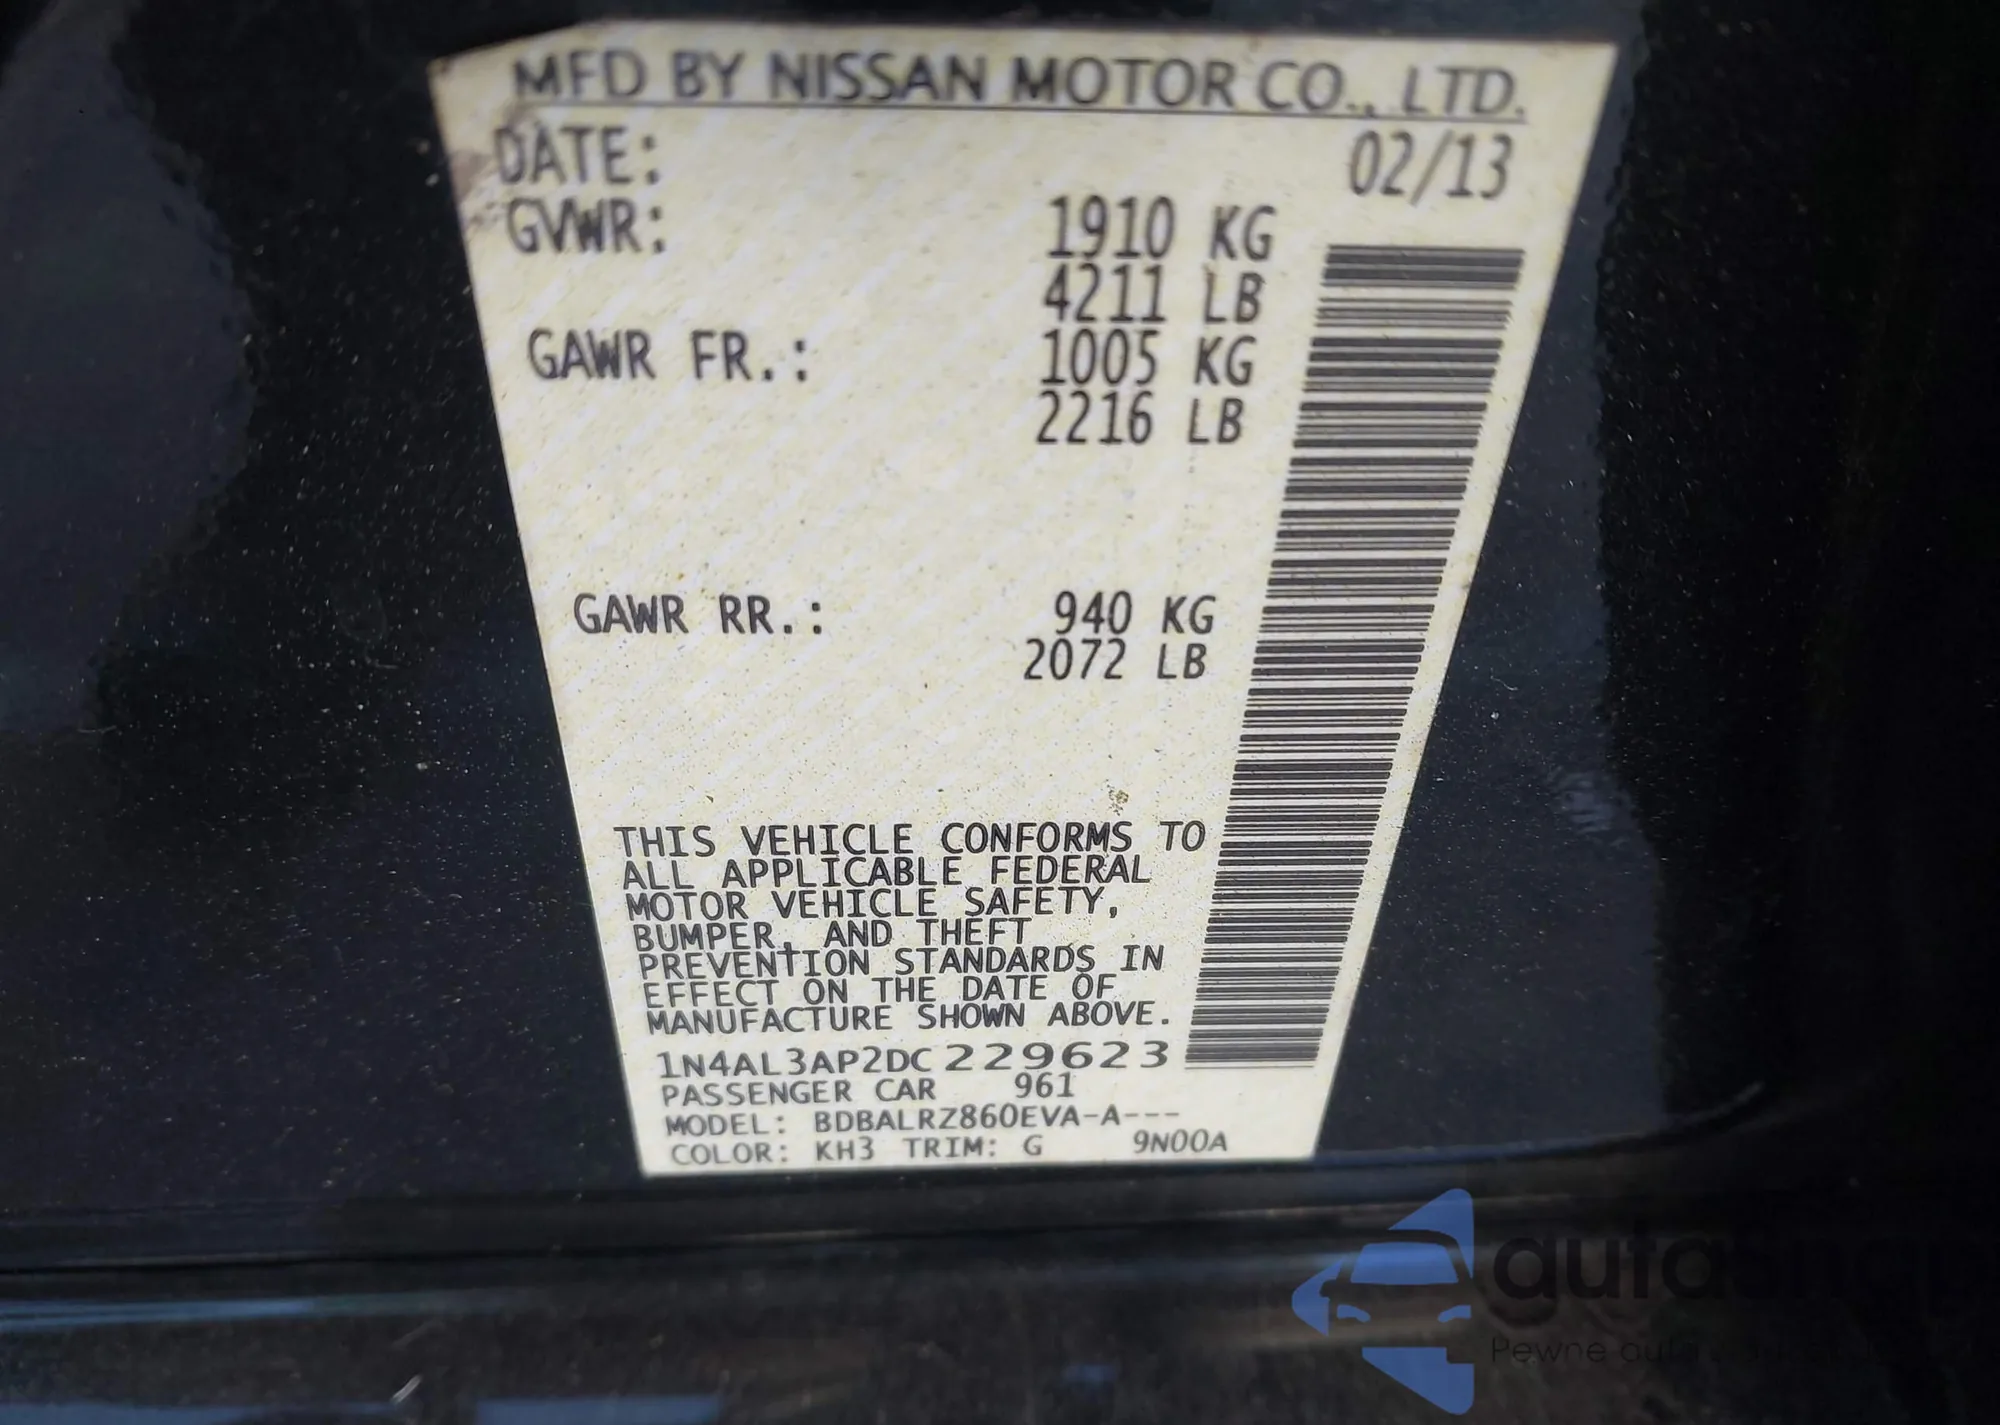 MFD BY NISSAN MOTOR CO., LTD.
DATE: 02/13
GVWR: 1910 KG
4211 LB
GAWR FR.: 1005 KG
2216 LB
GAWR RR.: 940 KG
2072 LB
THIS VEHICLE CONFORMS TO
ALL APPLICABLE FEDERAL
MOTOR VEHICLE SAFETY,
BUMPER, AND THEFT
PREVENTION STANDARDS IN
EFFECT ON THE DATE OF
MANUFACTURE SHOWN ABOVE.
1N4AL3AP2DC229623
PASSENGER CAR 961
MODEL: BDBALRZ860EVA-A---
COLOR: KH3 TRIM: G 9N00A
Pewne auta